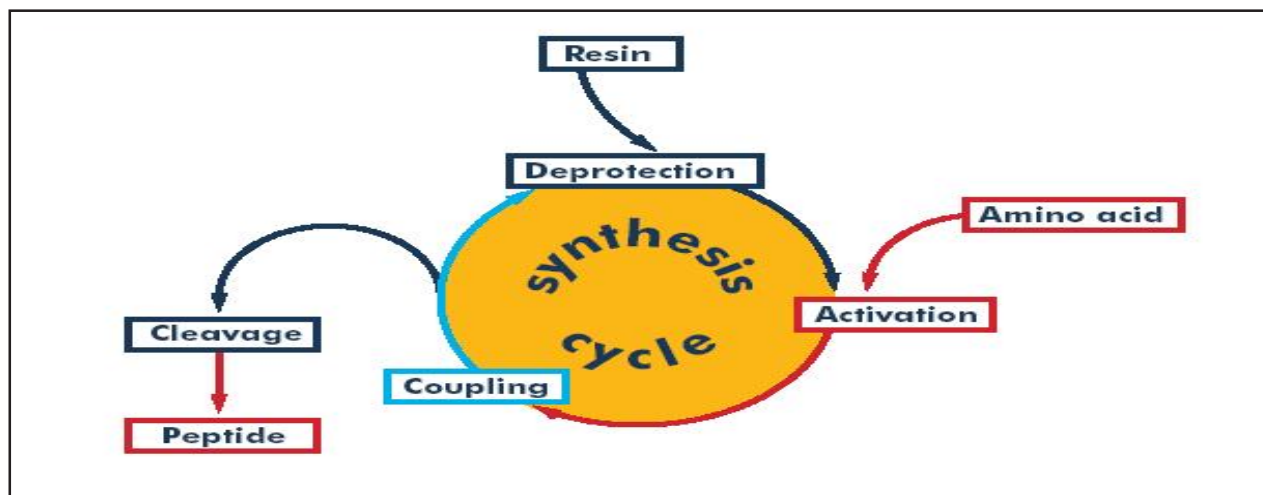 Resin
Deprotection
Amino acid
synthesis
Activation
Cleavage
cycle
Coupling
Peptide